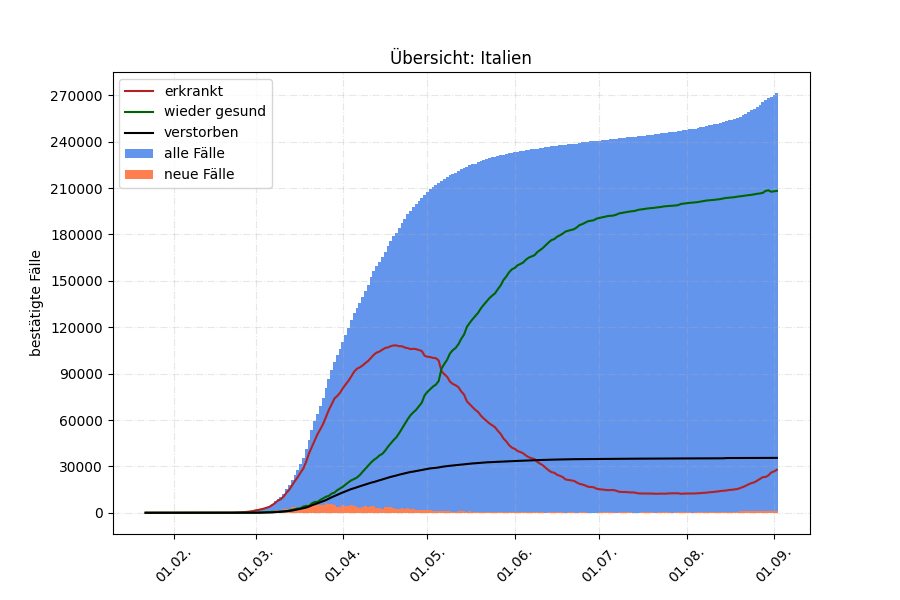 Übersicht: Italien
erkrankt
wieder gesund
verstorben
alle Fälle
neue Fälle
bestätigte Fälle
270000
240000
210000
180000
150000
120000
90000
60000
30000
0
01.02.
01.03.
01.04.
01.05.
01.06.
01.07.
01.08.
01.09.